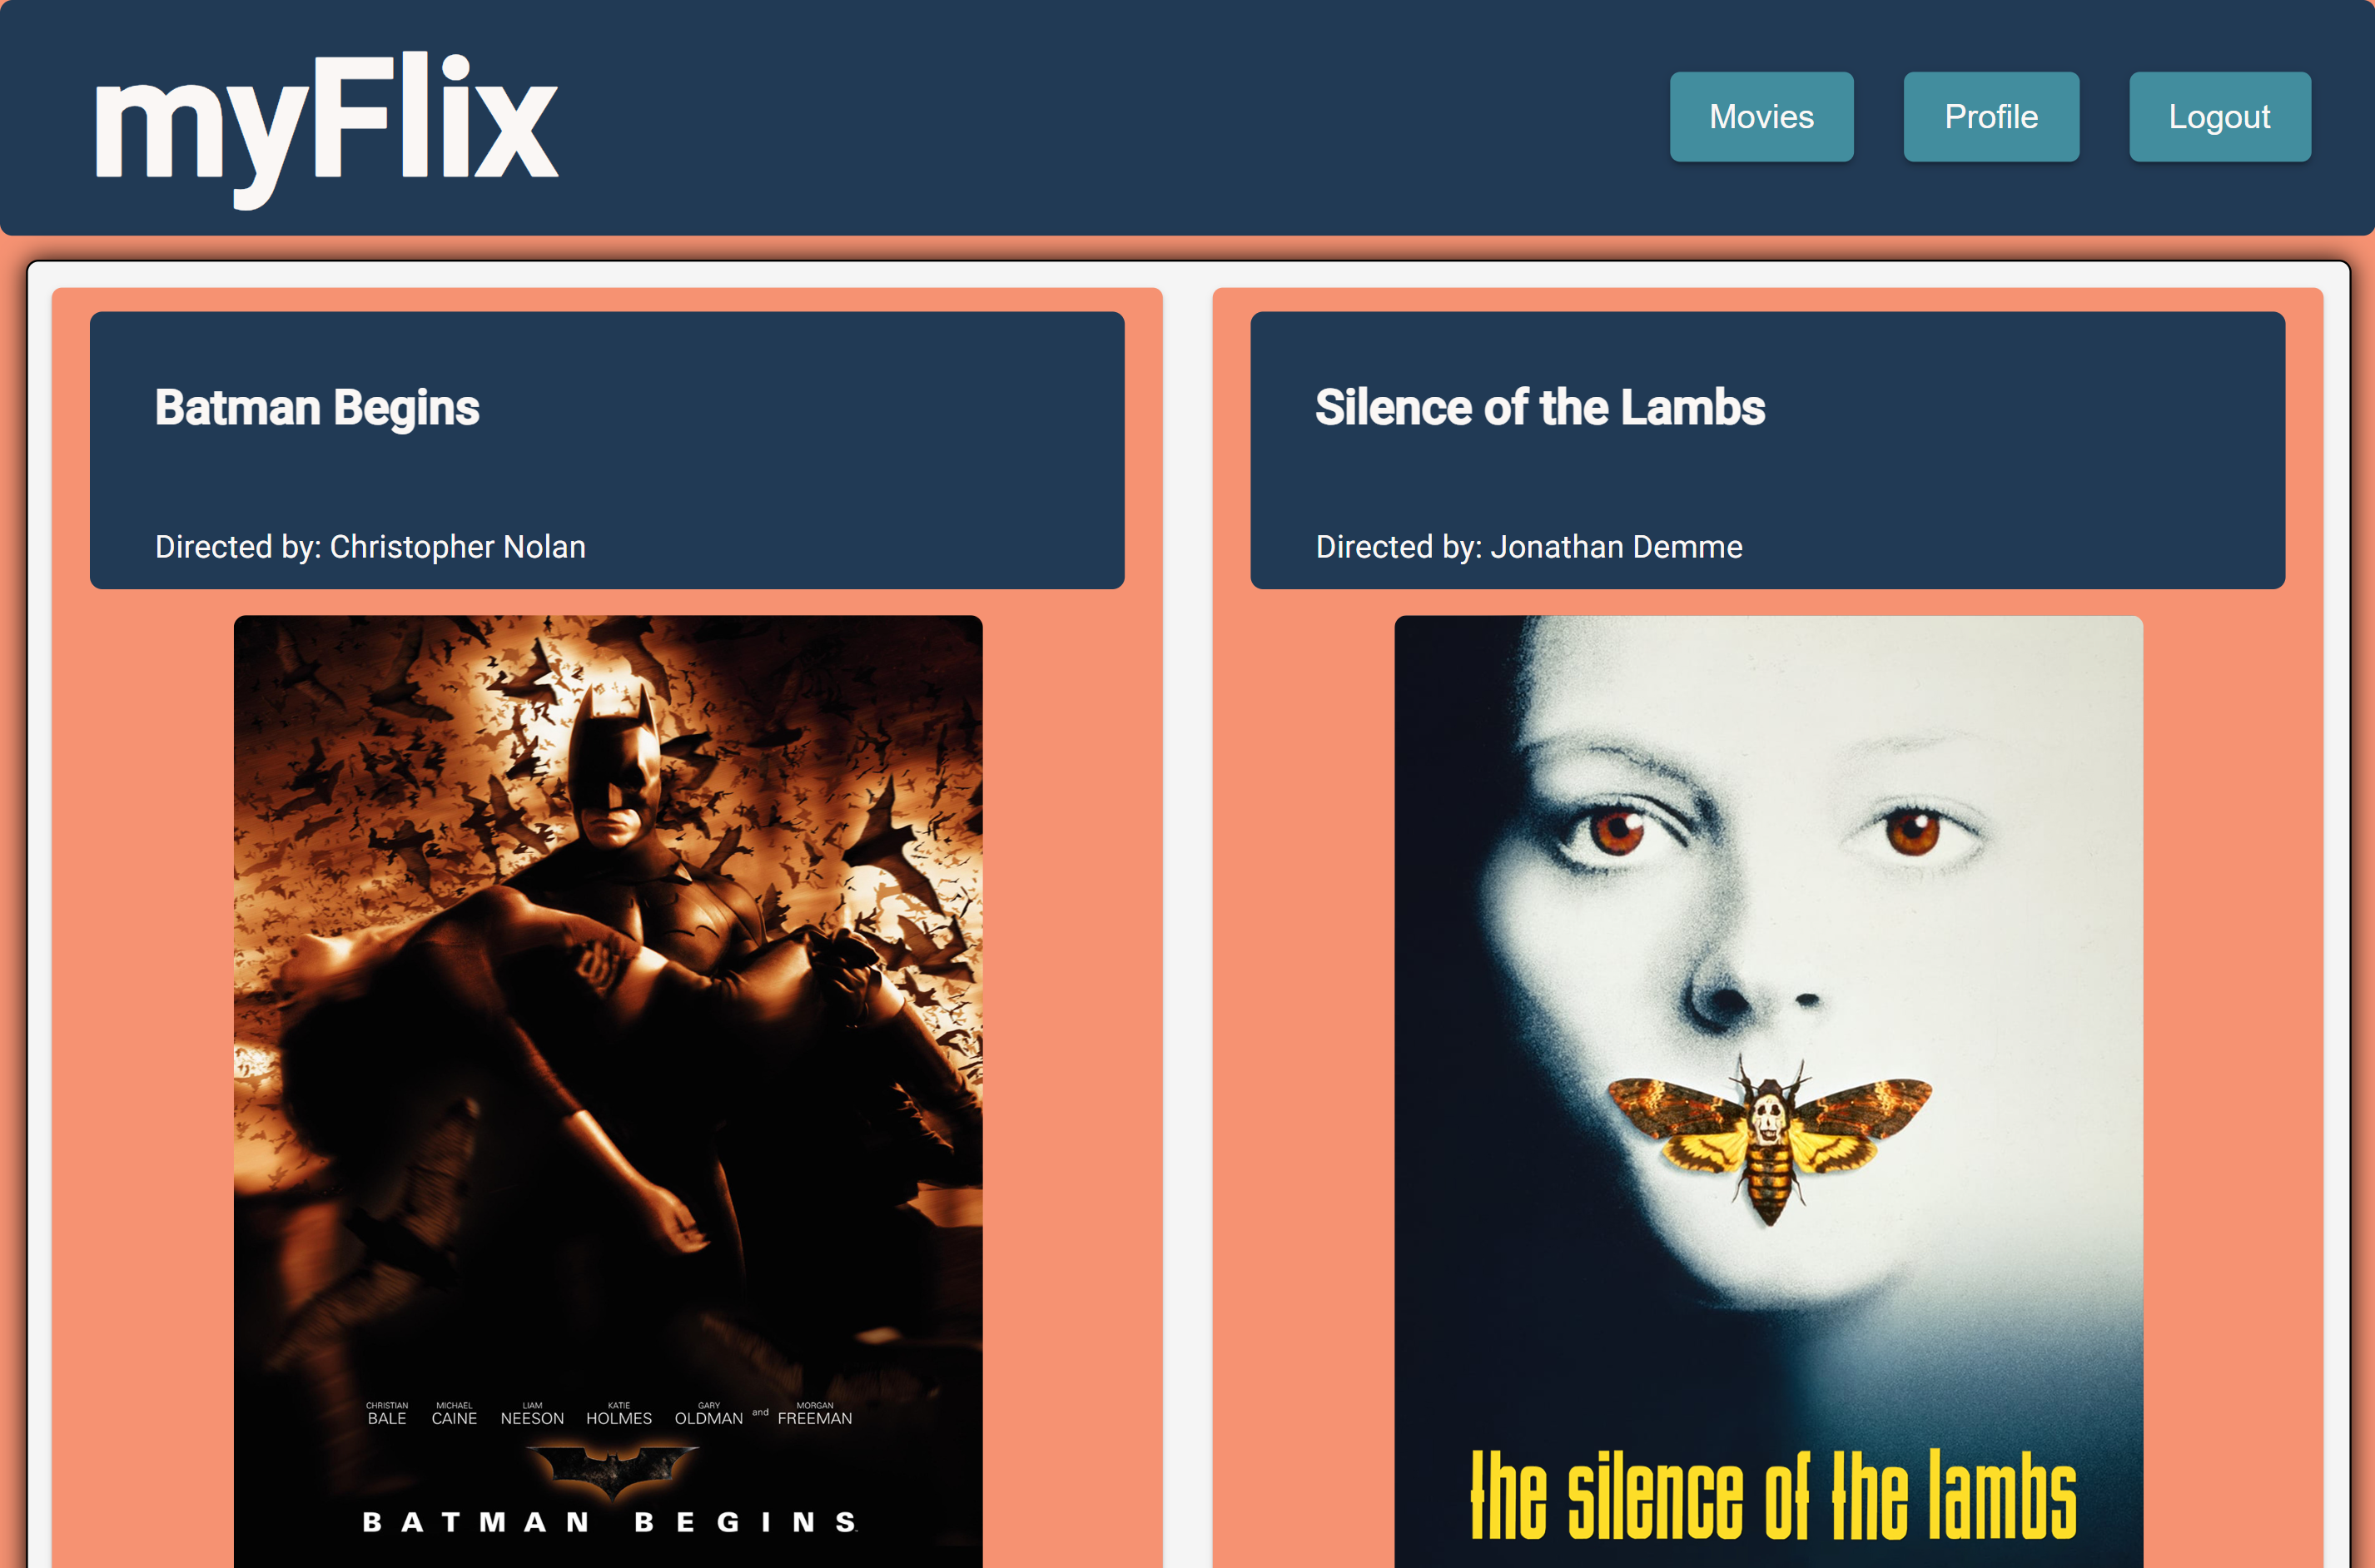 myFlix
Movies Profile Logout
Batman Begins
Directed by: Christopher Nolan
CHRISTIAN BALE MICHAEL CAINE LIAM NEESON KATIE HOLMES GARY OLDMAN and MORGAN FREEMAN
BATMAN BEGINS
Silence of the Lambs
Directed by: Jonathan Demme
the silence of the lambs